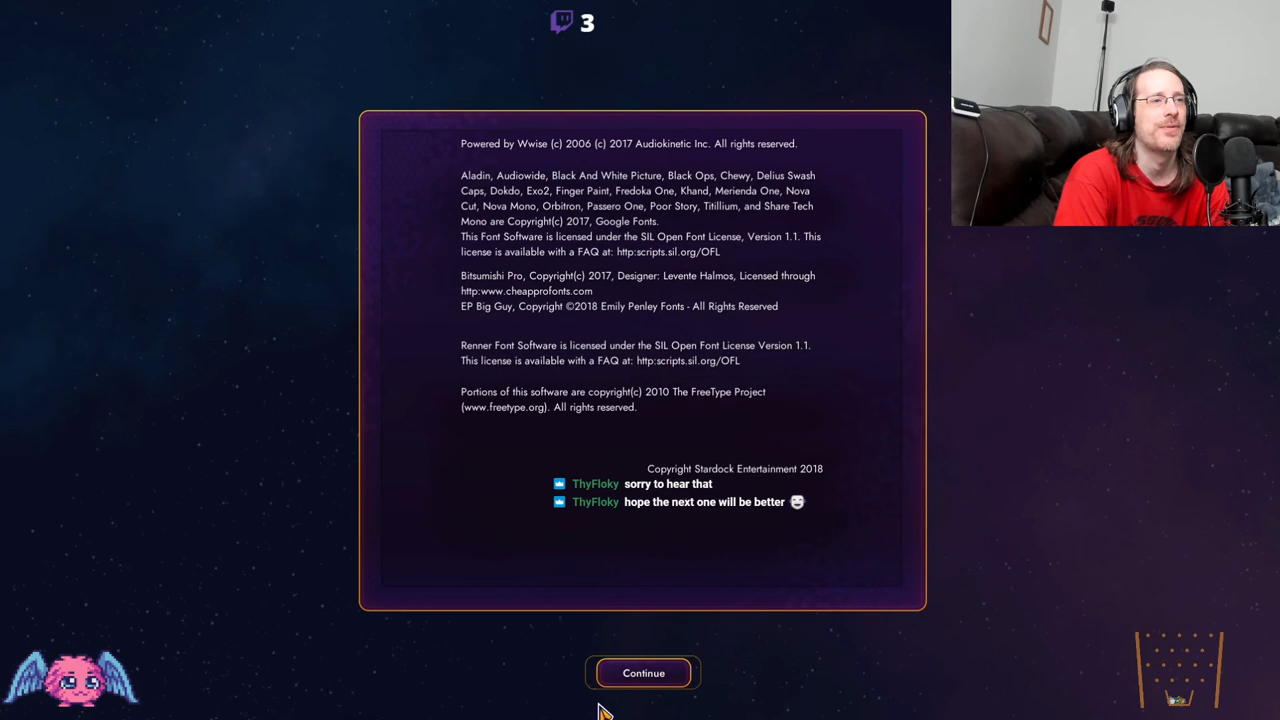 3
Powered by Wwise (c) 2006 (c) 2017 Audiokinetic Inc. All rights reserved.
Aladin, Audiowide, Black And White Picture, Black Ops, Chewy, Delius Swash
Caps, Dokdo, Exo2, Finger Paint, Fredoka One, Khand, Merienda One, Nova
Cut, Nova Mono, Orbitron, Passero One, Poor Story, Titillium, and Share Tech
Mono are Copyright(c) 2017, Google Fonts.
This Font Software is licensed under the SIL Open Font License, Version 1.1. This
license is available with a FAQ at: http:scripts.sil.org/OFL
Bitsumishi Pro, Copyright(c) 2017, Designer: Levente Halmos, Licensed through
http:www.cheapprofonts.com
EP Big Guy, Copyright ©2018 Emily Penley Fonts - All Rights Reserved
Renner Font Software is licensed under the SIL Open Font License Version 1.1.
This license is available with a FAQ at: http:scripts.sil.org/OFL
Portions of this software are copyright(c) 2010 The FreeType Project
(www.freetype.org). All rights reserved.
Copyright Stardock Entertainment 2018
ThyFloky sorry to hear that
ThyFloky hope the next one will be better
Continue